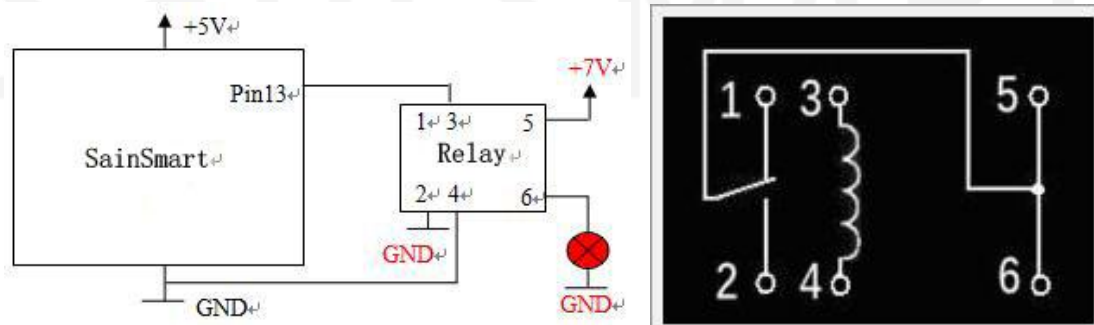 +5V↵
Pin13↵
SainSmart↵
GND↵
+7V↵
1↵ 3↵ 5
Relay↵
2↵ 4↵ 6↵
GND↵
GND↵
1 3 5
2 4 6